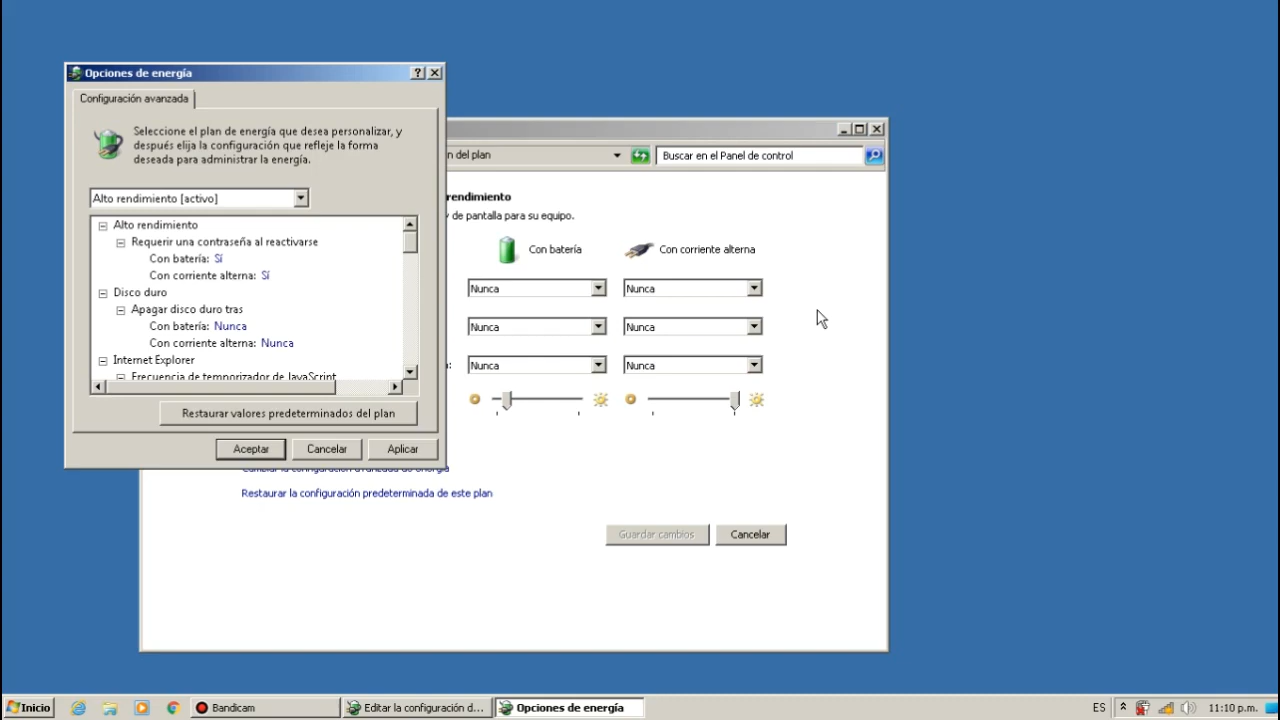 Opciones de energía
Configuración avanzada
Seleccione el plan de energía que desea personalizar, y
después elija la configuración que refleje la forma
deseada para administrar la energía.
Alto rendimiento [activo]
Alto rendimiento
Requerir una contraseña al reactivarse
Con batería: Sí
Con corriente alterna: Sí
Disco duro
Apagar disco duro tras
Con batería: Nunca
Con corriente alterna: Nunca
Internet Explorer
Frecuencia de temporizador de JavaScript
Restaurar valores predeterminados del plan
Aceptar
Cancelar
Aplicar
n del plan
Buscar en el Panel de control
rendimiento
y de pantalla para su equipo.
Con batería
Con corriente alterna
Nunca
Nunca
Nunca
Nunca
Nunca
Nunca
Cambiar la configuración avanzada de energía
Restaurar la configuración predeterminada de este plan
Guardar cambios
Cancelar
Inicio
Bandicam
Editar la configuración d...
Opciones de energía
ES
11:10 p.m.